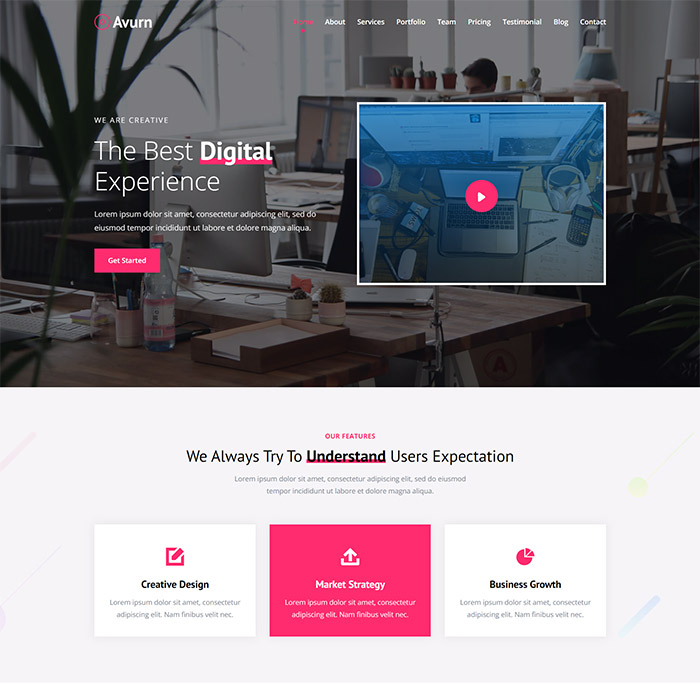 Avurn
Home About Services Portfolio Team Pricing Testimonial Blog Contact
WE ARE CREATIVE
The Best Digital
Experience
Lorem ipsum dolor sit amet, consectetur adipiscing elit, sed do
eiusmod tempor incididunt ut labore et dolore magna aliqua.
Get Started
OUR FEATURES
We Always Try To Understand Users Expectation
Lorem ipsum dolor sit amet, consectetur adipiscing elit, sed do eiusmod
tempor incididunt ut labore et dolore magna aliqua.
Creative Design
Lorem ipsum dolor sit amet, consectetur
adipiscing elit. Nam finibus velit nec.
Market Strategy
Lorem ipsum dolor sit amet, consectetur
adipiscing elit. Nam finibus velit nec.
Business Growth
Lorem ipsum dolor sit amet, consectetur
adipiscing elit. Nam finibus velit nec.